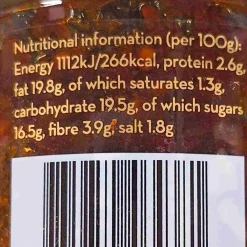 Nutritional information (per 100g):
Energy 1112kJ/266kcal, protein 2.6g,
fat 19.8g, of which saturates 1.3g,
carbohydrate 19.5g, of which sugars
16.5g, fibre 3.9g, salt 1.8g